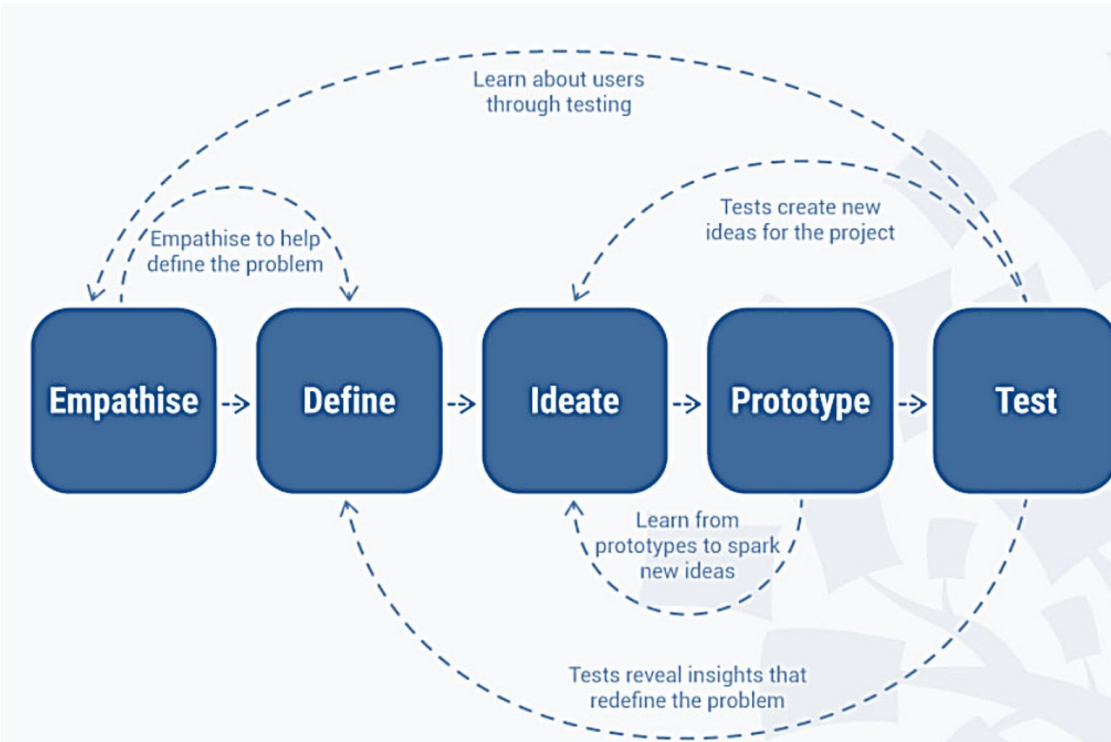 Learn about users
through testing
Tests create new
ideas for the project
Empathise to help
define the problem
Empathise
Define
Ideate
Prototype
Test
Learn from
prototypes to spark
new ideas
Tests reveal insights that
redefine the problem